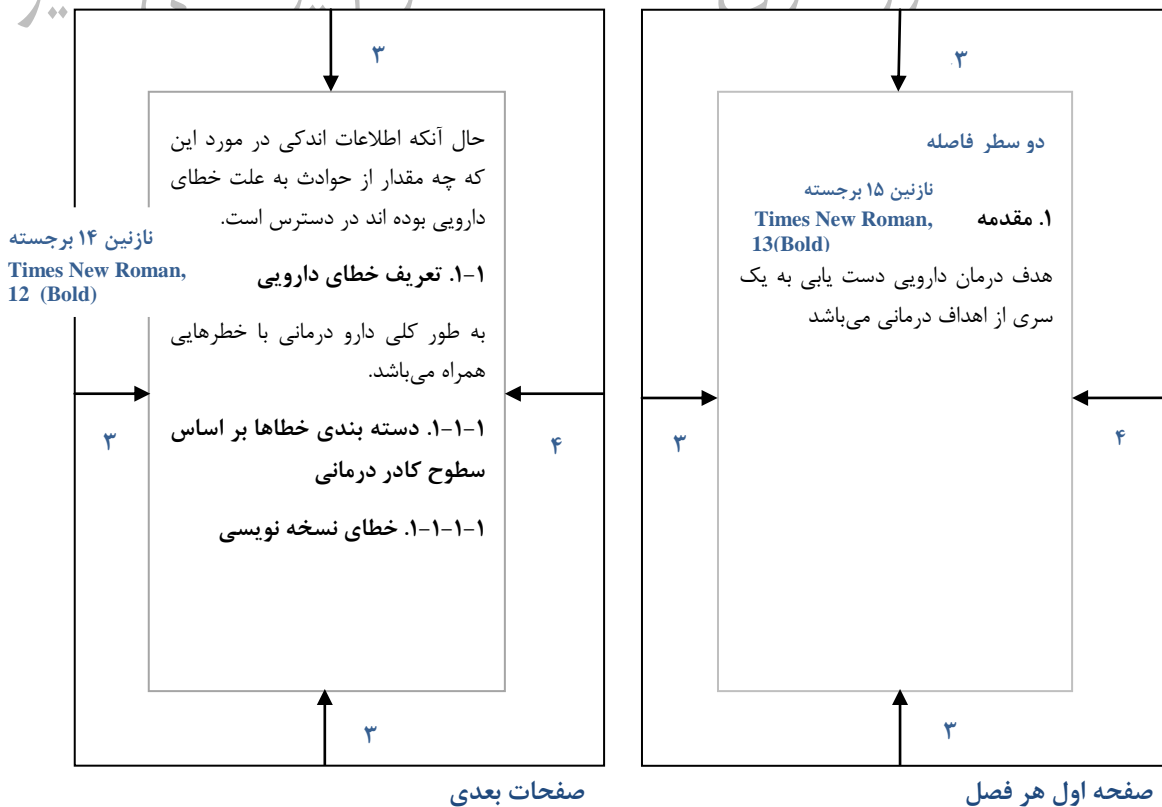 ۳
دو سطر فاصله
نازنین ۱۵ برجسته
۱. مقدمه
Times New Roman,
13(Bold)
هدف درمان دارویی دست یابی به یک
سری از اهداف درمانی می‌باشد
۴
۳
۳
صفحه اول هر فصل
۳
حال آنکه اطلاعات اندکی در مورد این
که چه مقدار از حوادث به علت خطای
دارویی بوده اند در دسترس است.
نازنین ۱۴ برجسته
Times New Roman,
12 (Bold)
۱-۱. تعریف خطای دارویی
به طور کلی دارو درمانی با خطرهایی
همراه می‌باشد.
۱-۱-۱. دسته بندی خطاها بر اساس
سطوح کادر درمانی
۱-۱-۱-۱. خطای نسخه نویسی
۴
۳
۳
صفحات بعدی